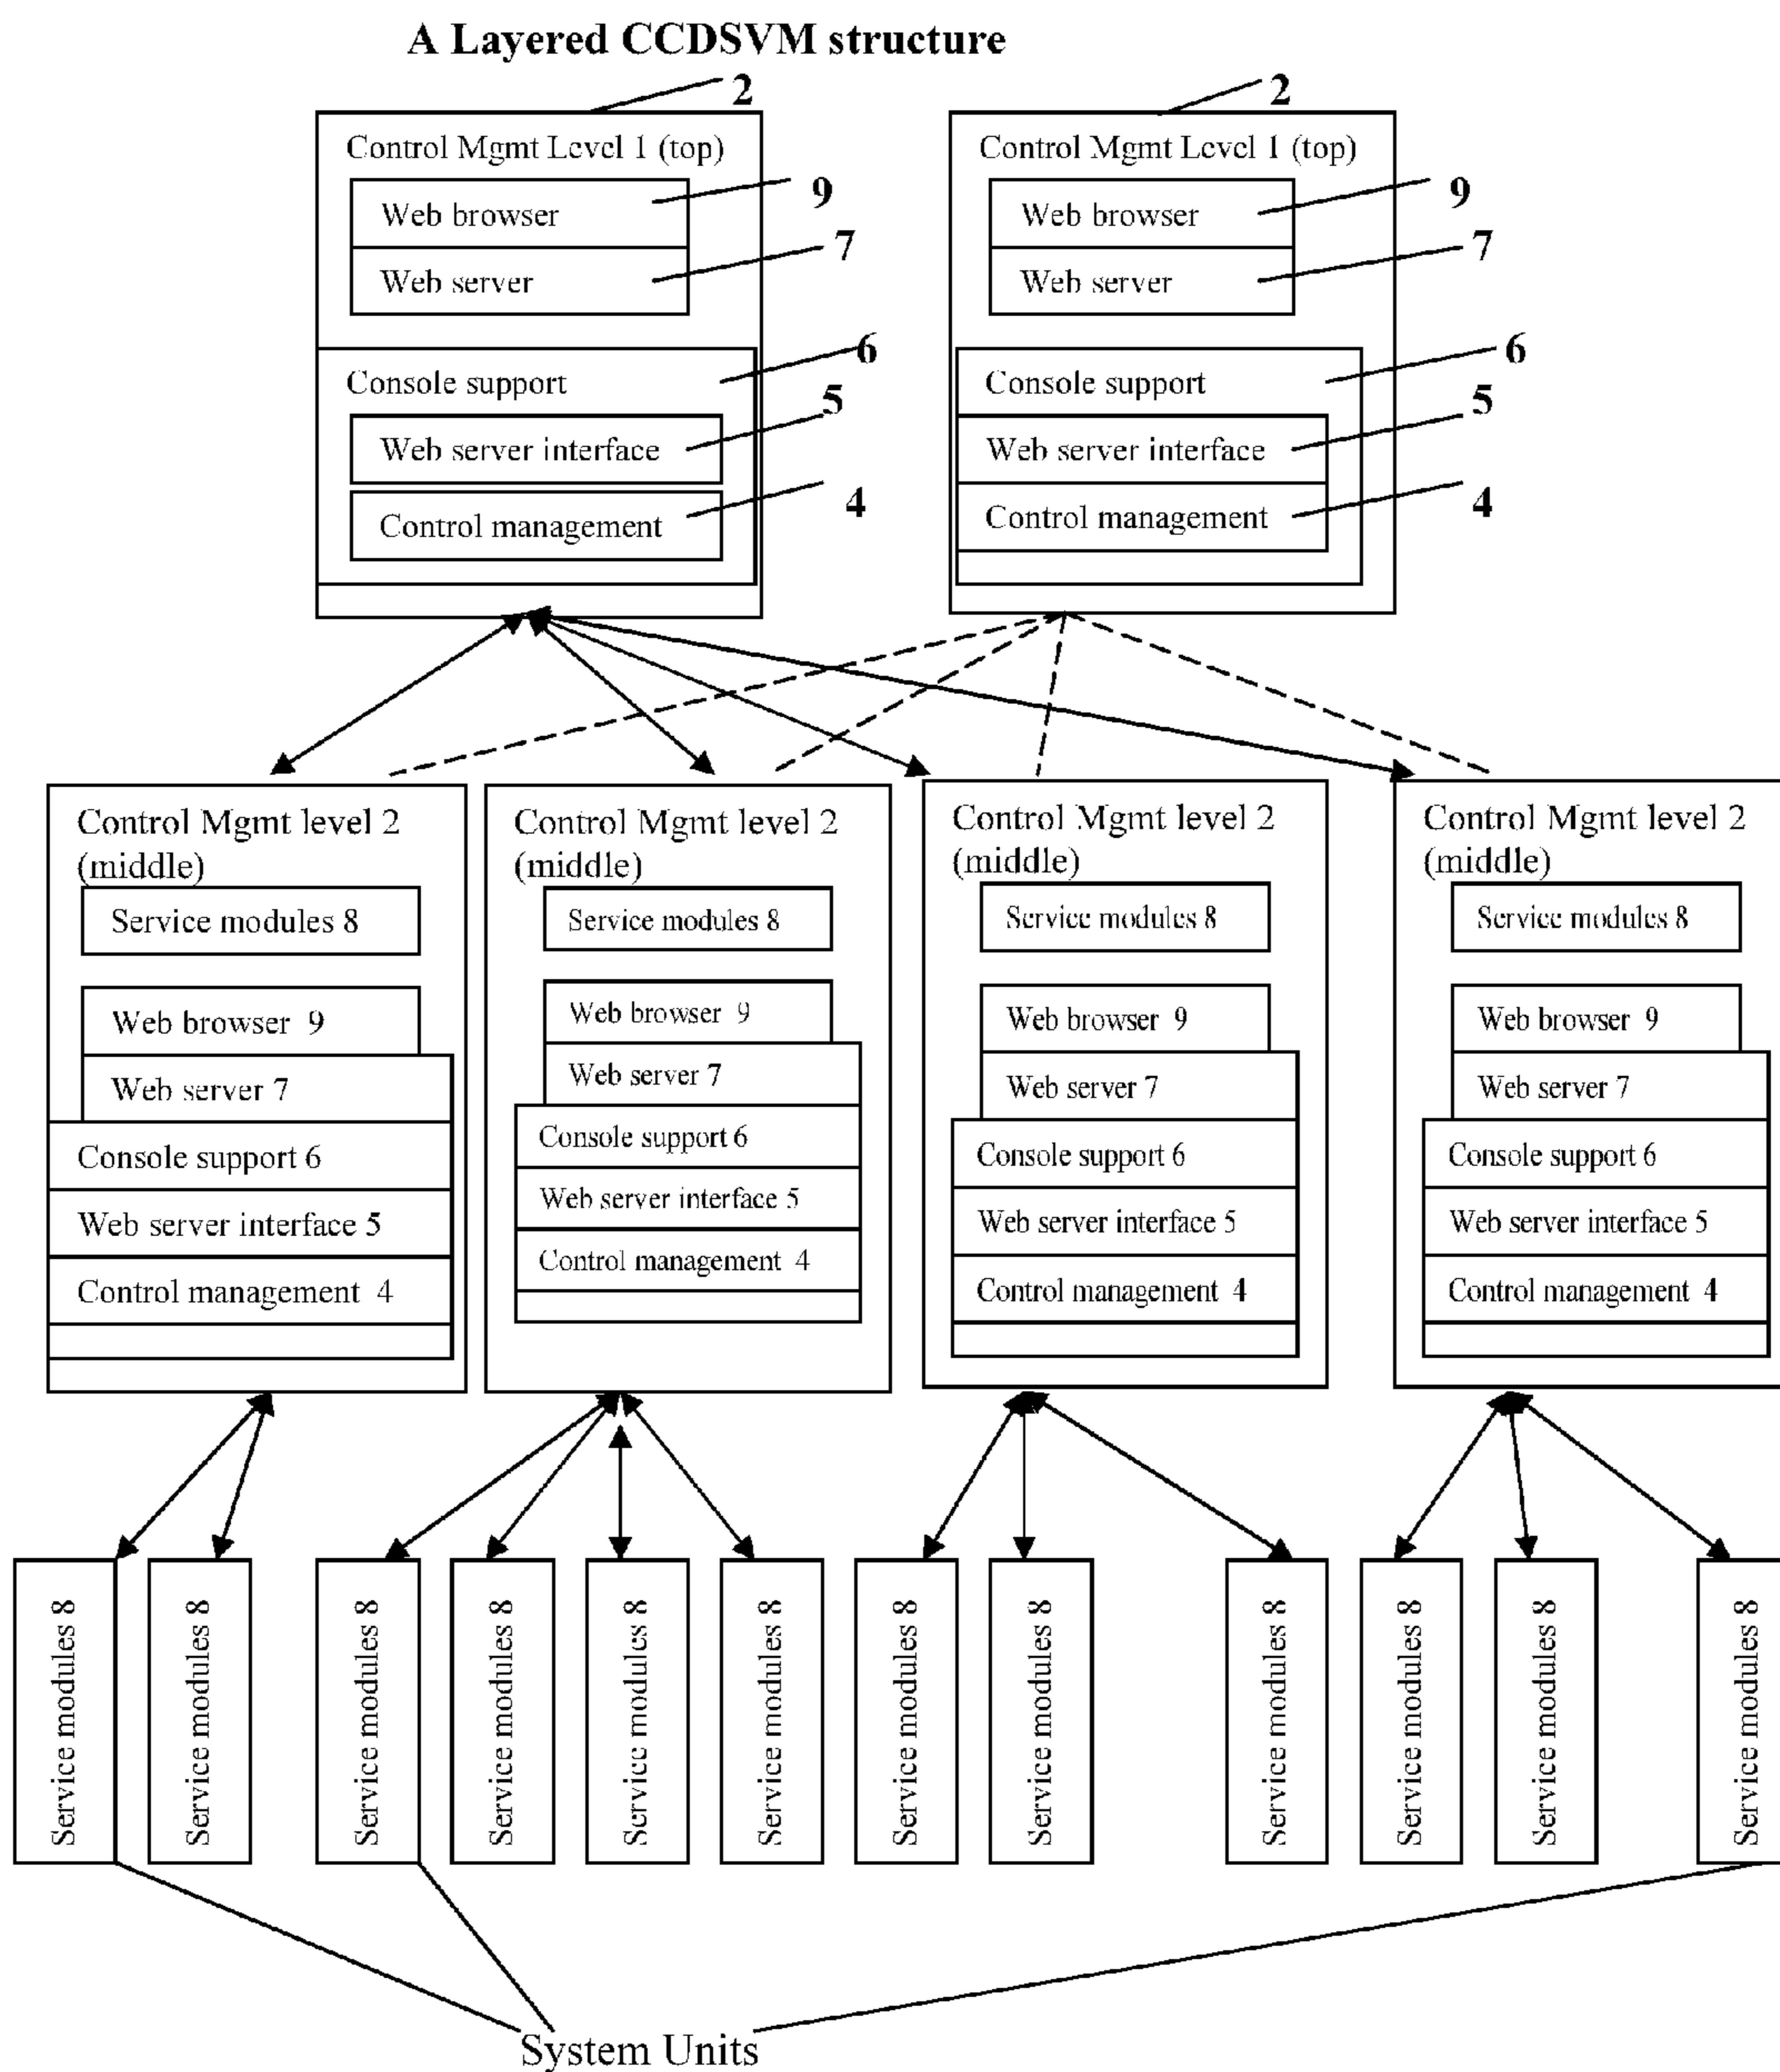 A Layered CCDSVM structure
2
Control Mgmt Level 1 (top)
9
Web browser
7
Web server
6
Console support
5
Web server interface
4
Control management
2
Control Mgmt Level 1 (top)
9
Web browser
7
Web server
6
Console support
5
Web server interface
4
Control management
Control Mgmt level 2
(middle)
Service modules 8
Web browser 9
Web server 7
Console support 6
Web server interface 5
Control management 4
Control Mgmt level 2
(middle)
Service modules 8
Web browser 9
Web server 7
Console support 6
Web server interface 5
Control management 4
Control Mgmt level 2
(middle)
Service modules 8
Web browser 9
Web server 7
Console support 6
Web server interface 5
Control management 4
Control Mgmt level 2
(middle)
Service modules 8
Web browser 9
Web server 7
Console support 6
Web server interface 5
Control management 4
Service modules 8
Service modules 8
Service modules 8
Service modules 8
Service modules 8
Service modules 8
Service modules 8
Service modules 8
Service modules 8
Service modules 8
Service modules 8
Service modules 8
System Units